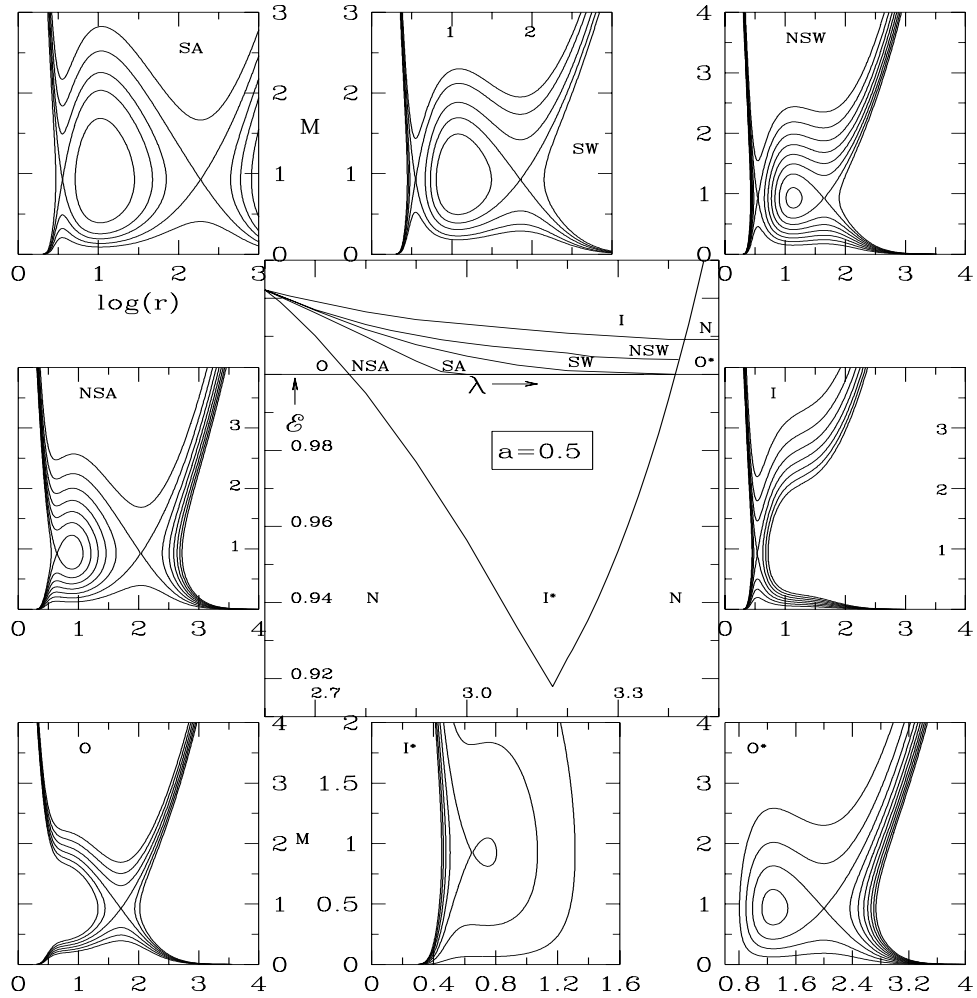 3 3 4
SA 1 2 NSW
3
2 2 M SW 2
1 1 1
0 0 0
0 1 2 3 0 1 2 3 4
log(r)
I N
NSW O*
O NSA SA SW
λ
ℰ
NSA 3 2 1
0 1 2 3 4
0.98
a=0.5
0.96
0.94 N I* N
0.92
2.7 3.0 3.3
I 3 2 1
0 1 2 3 4
O 4 3 2 M 1 0
0 1 2 3 4
I* 2 1.5 1 0.5 0
0 0.4 0.8 1.2 1.6
O* 4 3 2 1 0
0.8 1.6 2.4 3.2 4